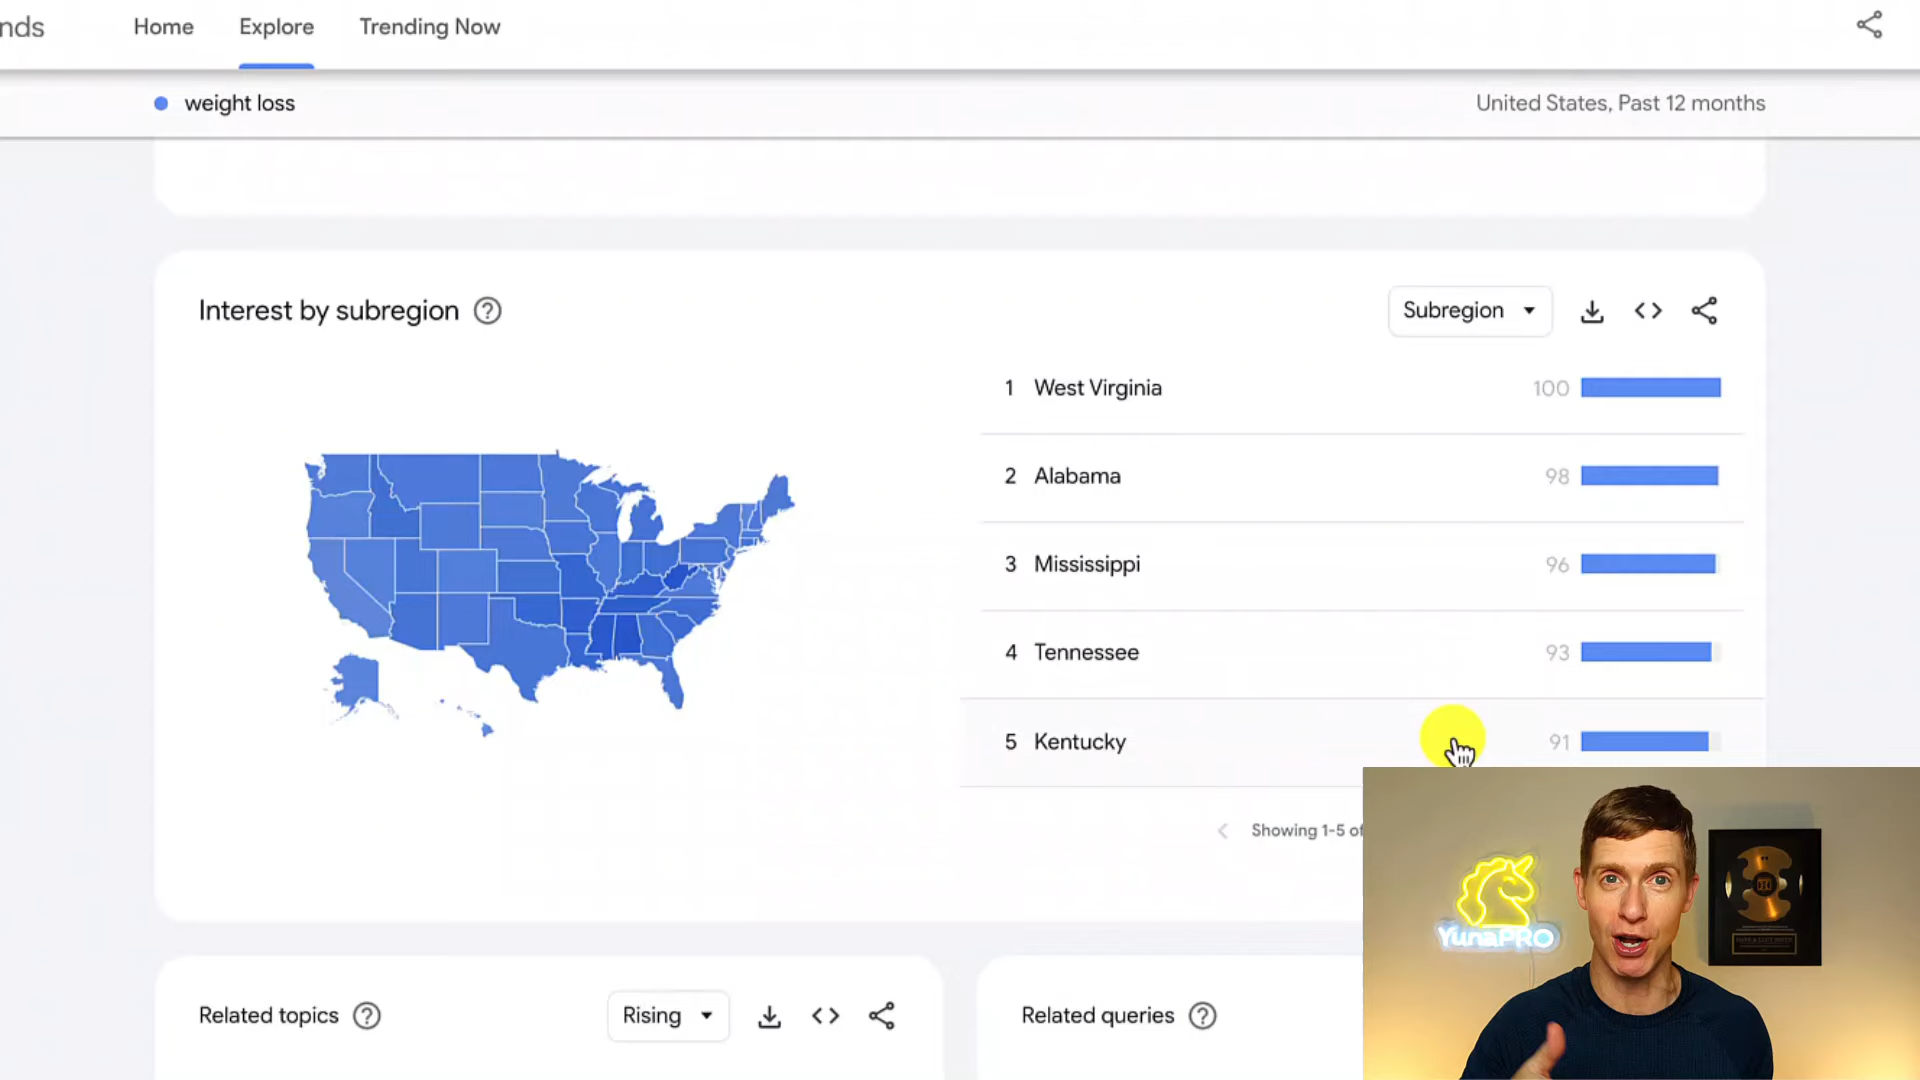 nds
Home
Explore
Trending Now
weight loss
United States, Past 12 months
Interest by subregion
Subregion
1 West Virginia 100
2 Alabama 98
3 Mississippi 96
4 Tennessee 93
5 Kentucky 91
Showing 1-5 of
YunaPRO
Related topics
Rising
Related queries